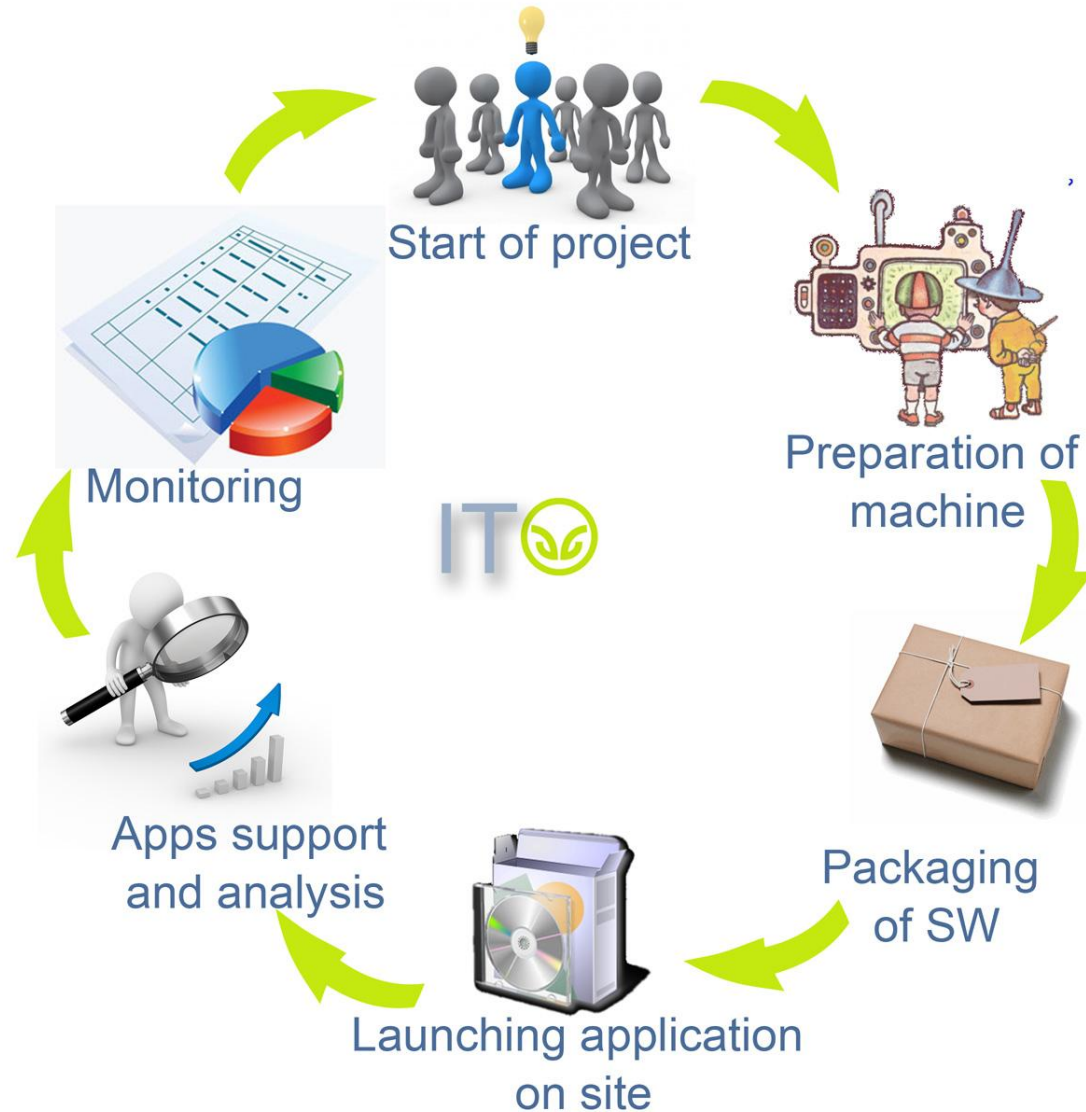 Start of project
Preparation of
machine
Packaging
of SW
Launching application
on site
Apps support
and analysis
Monitoring
IT